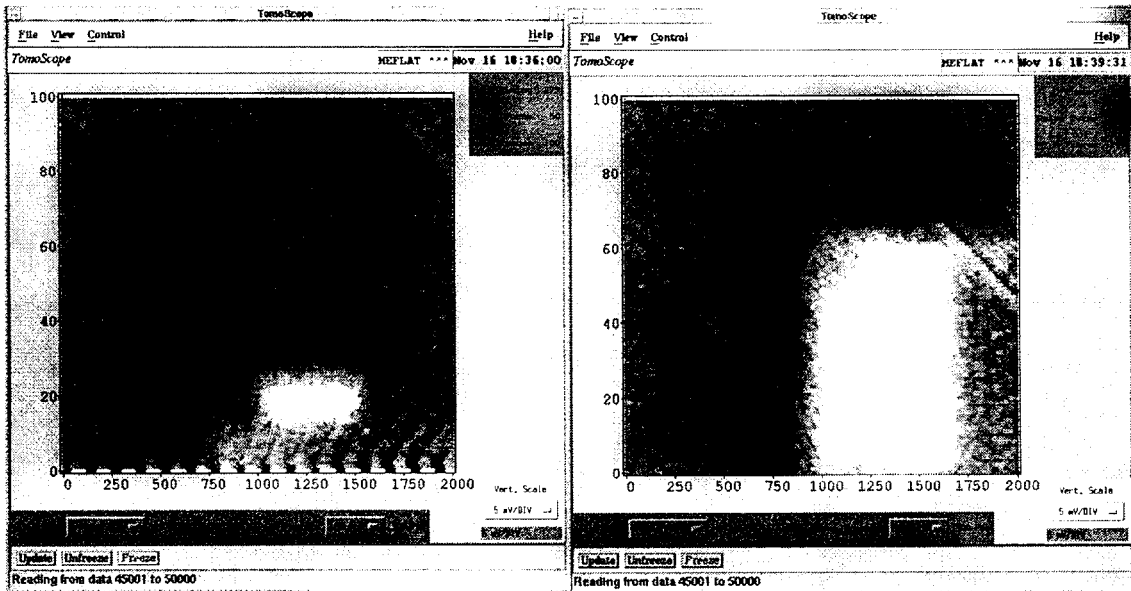 TomoScope
File View Control Help
TomoScope MEFLAT *** Nov 16 18:36:00
100
80
60
40
20
0
0 250 500 750 1000 1250 1500 1750 2000
Vert. Scale
5 mV/DIV
Update Unfreeze Freeze
Reading from data 45001 to 50000
TomoScope
File View Control Help
TomoScope MEFLAT *** Nov 16 18:39:31
100
80
60
40
20
0
0 250 500 750 1000 1250 1500 1750 2000
Vert. Scale
5 mV/DIV
Update Unfreeze Freeze
Reading from data 45001 to 50000